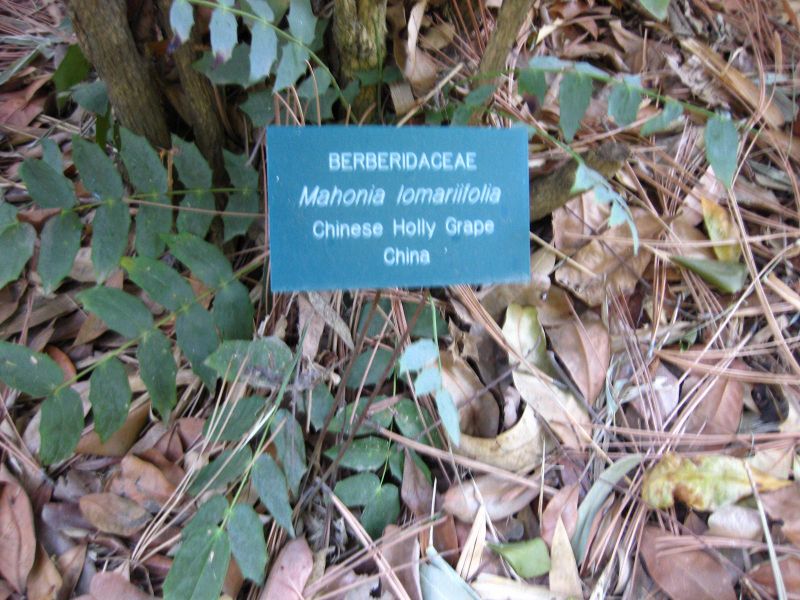 BERBERIDACEAE
Mahonia lomariifolia
Chinese Holly Grape
China